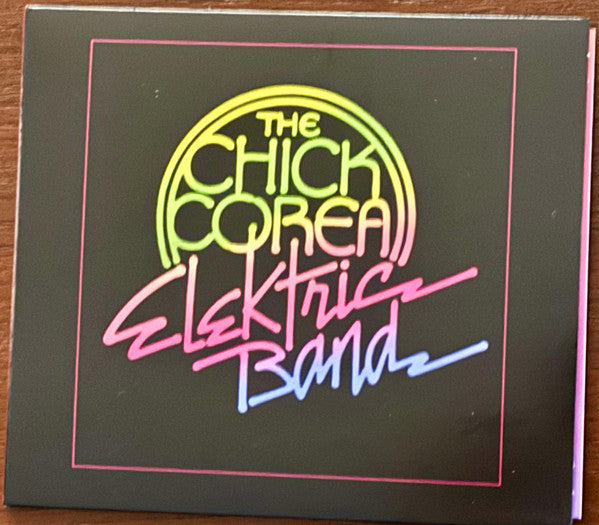 THE
CHICK
COREA
Elektric
Band